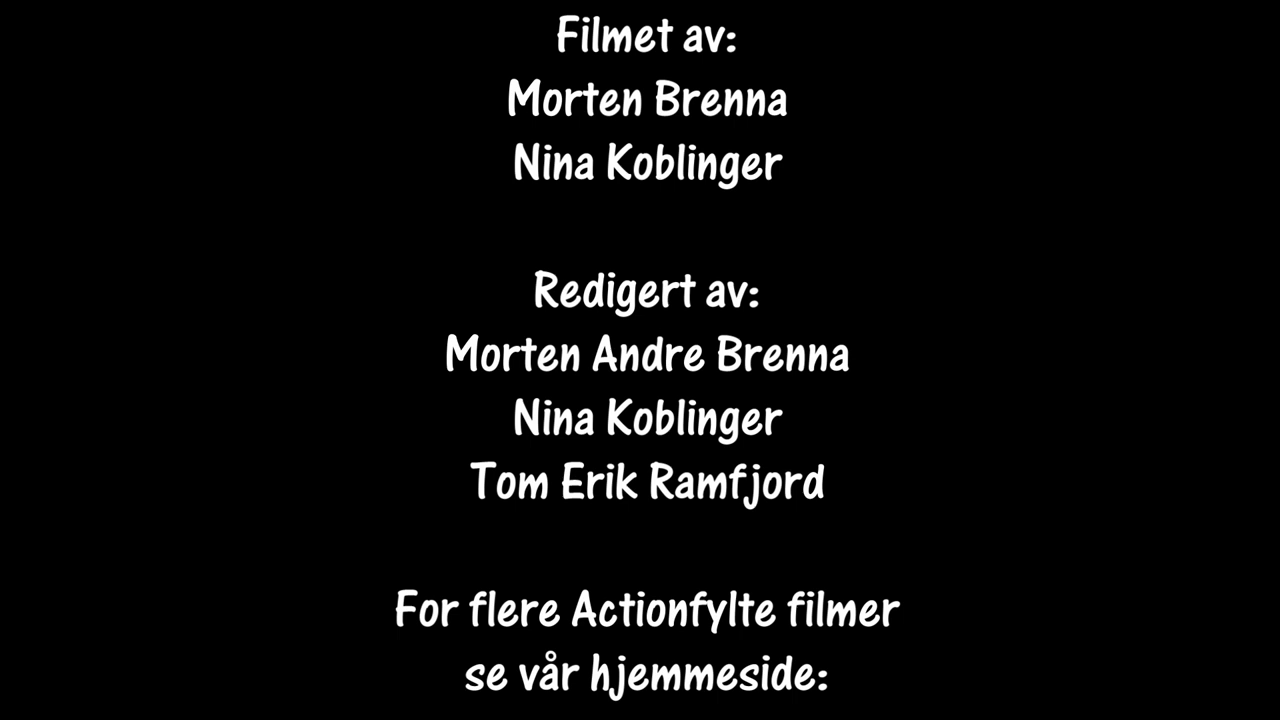 Filmet av:
Morten Brenna
Nina Koblinger
Redigert av:
Morten Andre Brenna
Nina Koblinger
Tom Erik Ramfjord
For flere Actionfylte filmer
se vår hjemmeside: